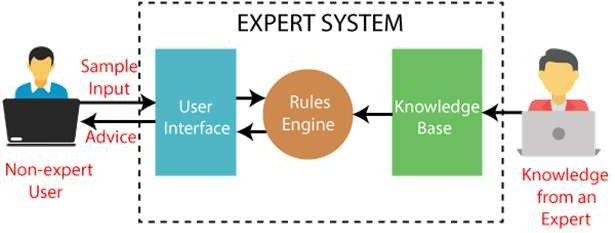 EXPERT SYSTEM
Sample
Input
Advice
Non-expert
User
User
Interface
Rules
Engine
Knowledge
Base
Knowledge
from an
Expert